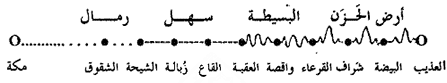 أرض الحَزَن البَسيطة سهل رمال
العذيب البيضة شراف القرعاء واقصة العقبة القاع زُبالة الشيحة الشقوق مكة